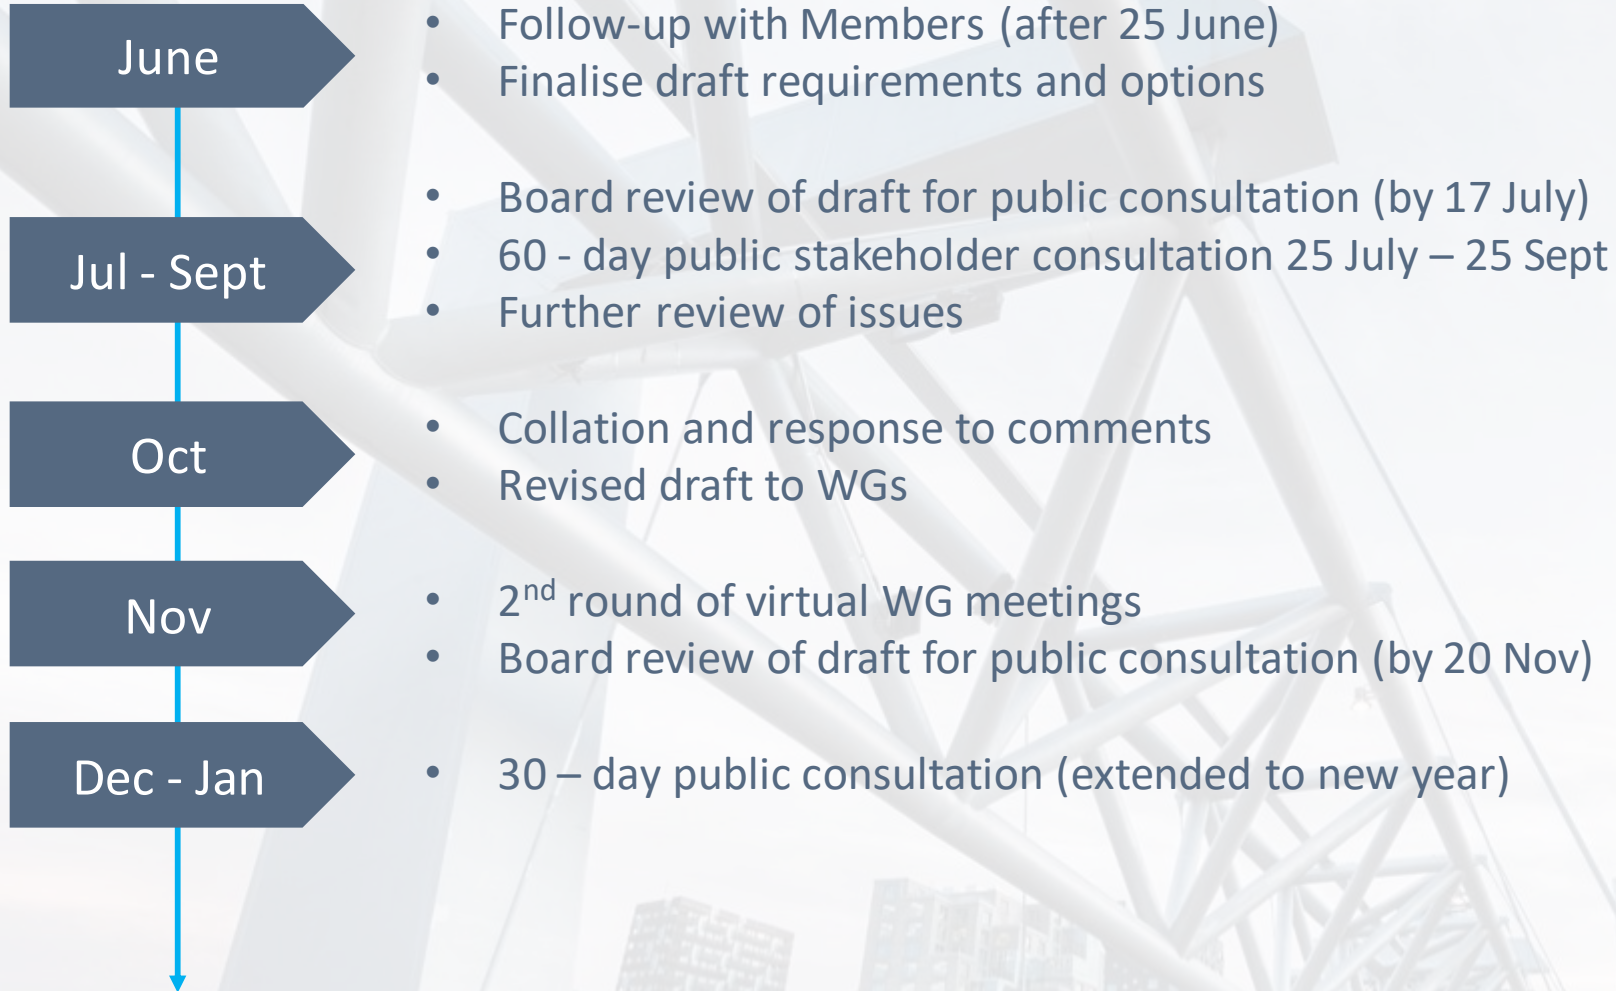 June
• Follow-up with Members (after 25 June)
• Finalise draft requirements and options
Jul - Sept
• Board review of draft for public consultation (by 17 July)
• 60 - day public stakeholder consultation 25 July – 25 Sept
• Further review of issues
Oct
• Collation and response to comments
• Revised draft to WGs
Nov
• 2nd round of virtual WG meetings
• Board review of draft for public consultation (by 20 Nov)
Dec - Jan
• 30 – day public consultation (extended to new year)